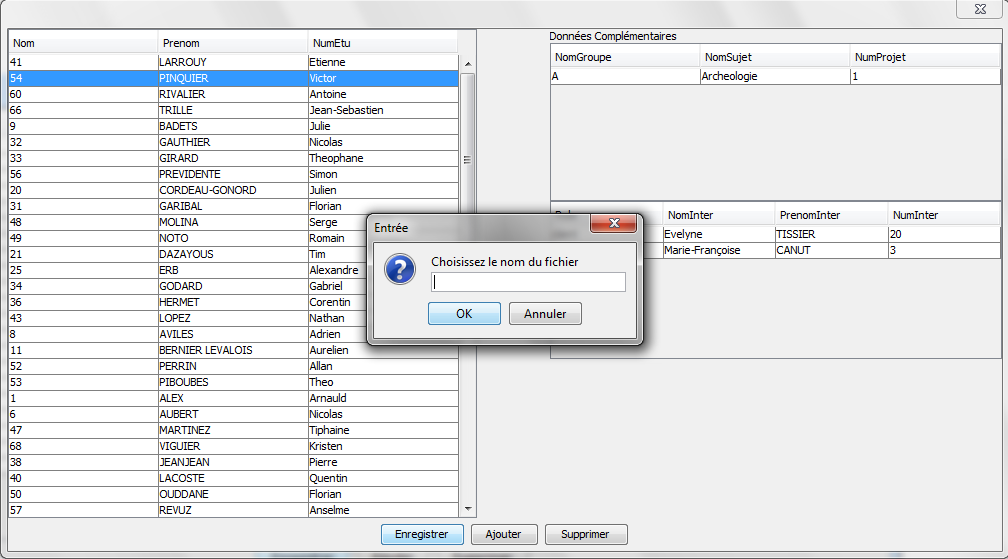 Nom Prenom NumEtu
41 LARROUY Etienne
54 PINQUIER Victor
60 RIVALIER Antoine
66 TRILLE Jean-Sebastien
9 BADETS Julie
32 GAUTHIER Nicolas
33 GIRARD Theophane
56 PREVIDENTE Simon
20 CORDEAU-GONORD Julien
31 GARIBAL Florian
48 MOLINA Serge
49 NOTO Romain
21 DAZAYOUS Tim
25 ERB Alexandre
34 GODARD Gabriel
36 HERMET Corentin
43 LOPEZ Nathan
8 AVILES Adrien
11 BERNIER LEVALOIS Aurelien
52 PERRIN Allan
53 PIBOUBES Theo
1 ALEX Arnauld
6 AUBERT Nicolas
47 MARTINEZ Tiphaine
68 VIGUIER Kristen
38 JEANJEAN Pierre
40 LACOSTE Quentin
50 OUDDANE Florian
57 REVUZ Anselme
Données Complémentaires
NomGroupe NomSujet NumProjet
A Archeologie 1
NomInter PrenomInter NumInter
Evelyne TISSIER 20
Marie-Françoise CANUT 3
Entrée
Choisissez le nom du fichier
OK Annuler
Enregistrer Ajouter Supprimer